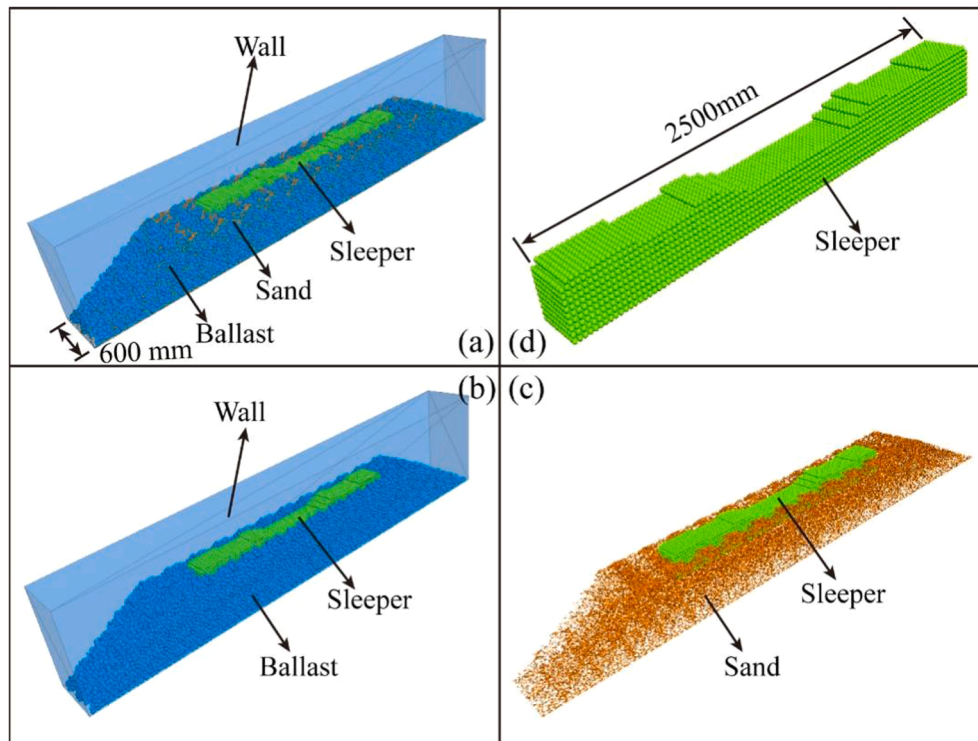 Wall
Sleeper
Sand
Ballast
600 mm
(a)
(d)
2500mm
Sleeper
(b)
Wall
Sleeper
Ballast
(c)
Sleeper
Sand